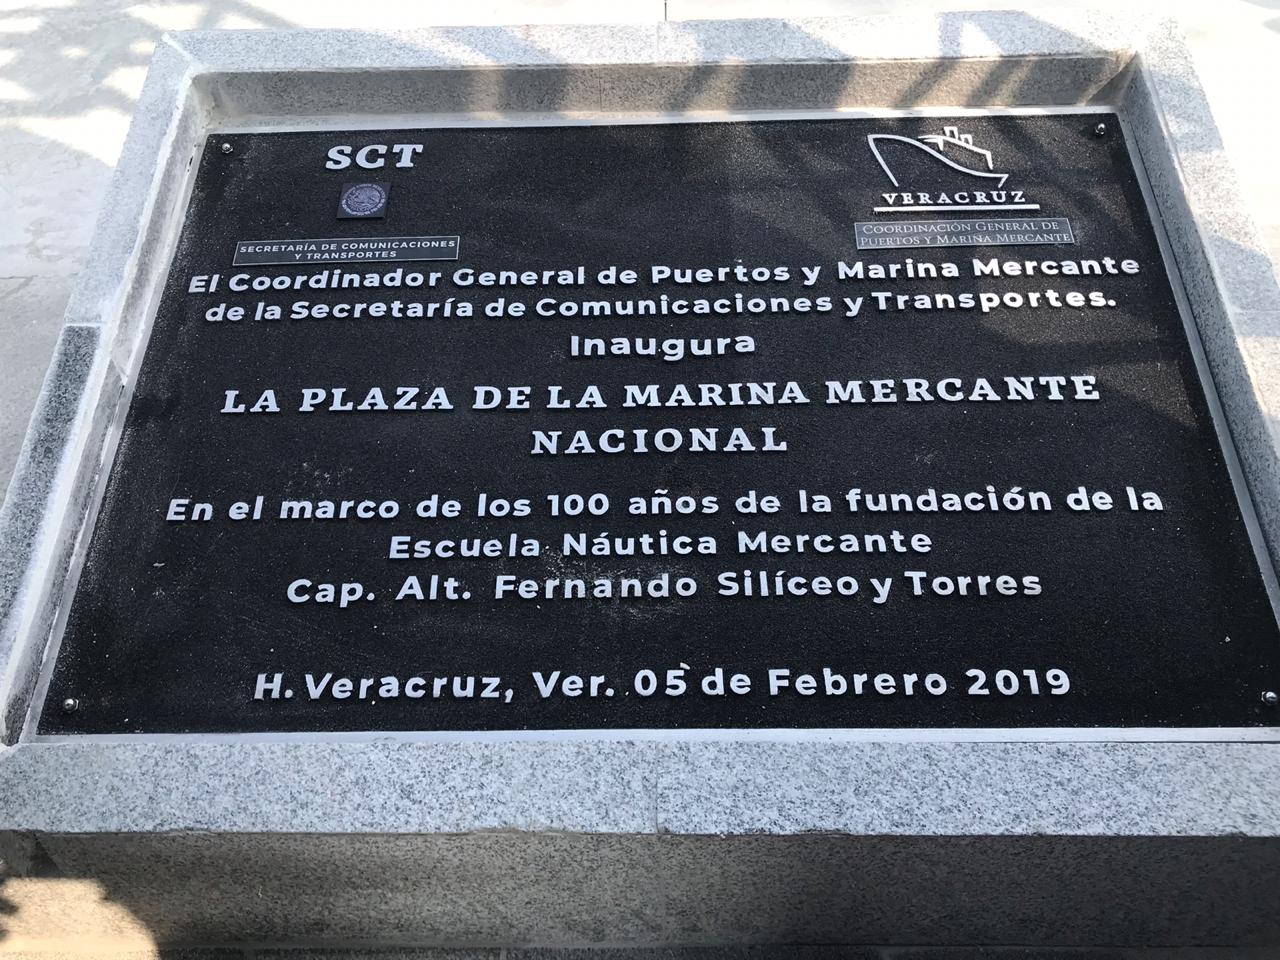 SCT
SECRETARÍA DE COMUNICACIONES
Y TRANSPORTES
VERACRUZ
COORDINACIÓN GENERAL DE
PUERTOS Y MARINA MERCANTE
El Coordinador General de Puertos y Marina Mercante
de la Secretaría de Comunicaciones y Transportes.
Inaugura
LA PLAZA DE LA MARINA MERCANTE
NACIONAL
En el marco de los 100 años de la fundación de la
Escuela Náutica Mercante
Cap. Alt. Fernando Silíceo y Torres
H. Veracruz, Ver. 05 de Febrero 2019